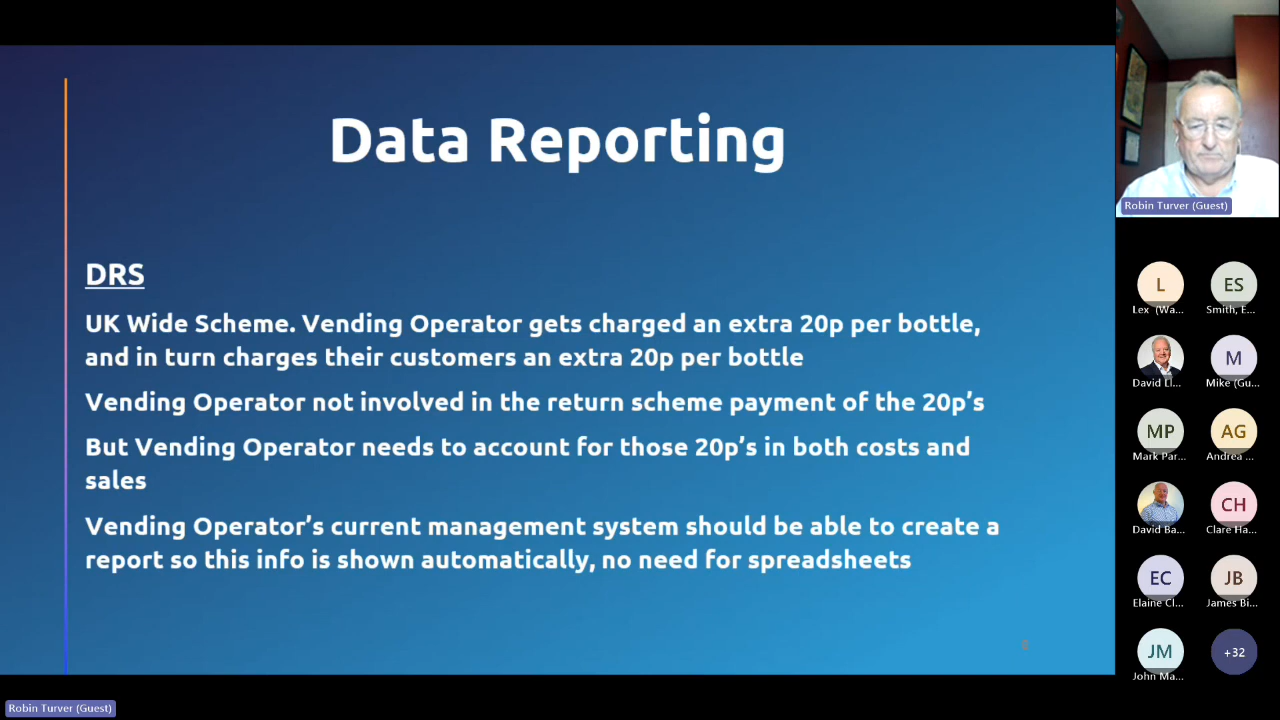 Data Reporting
DRS
UK Wide Scheme. Vending Operator gets charged an extra 20p per bottle,
and in turn charges their customers an extra 20p per bottle
Vending Operator not involved in the return scheme payment of the 20p’s
But Vending Operator needs to account for those 20p’s in both costs and
sales
Vending Operator’s current management system should be able to create a
report so this info is shown automatically, no need for spreadsheets
Robin Turver (Guest)
L
Lex (Wa...
ES
Smith, E...
David Ll...
M
Mike (Gu...
MP
Mark Par...
AG
Andrea ...
David Ba...
CH
Clare Ha...
EC
Elaine Cl...
JB
James Bi...
JM
John Ma...
+32
Robin Turver (Guest)